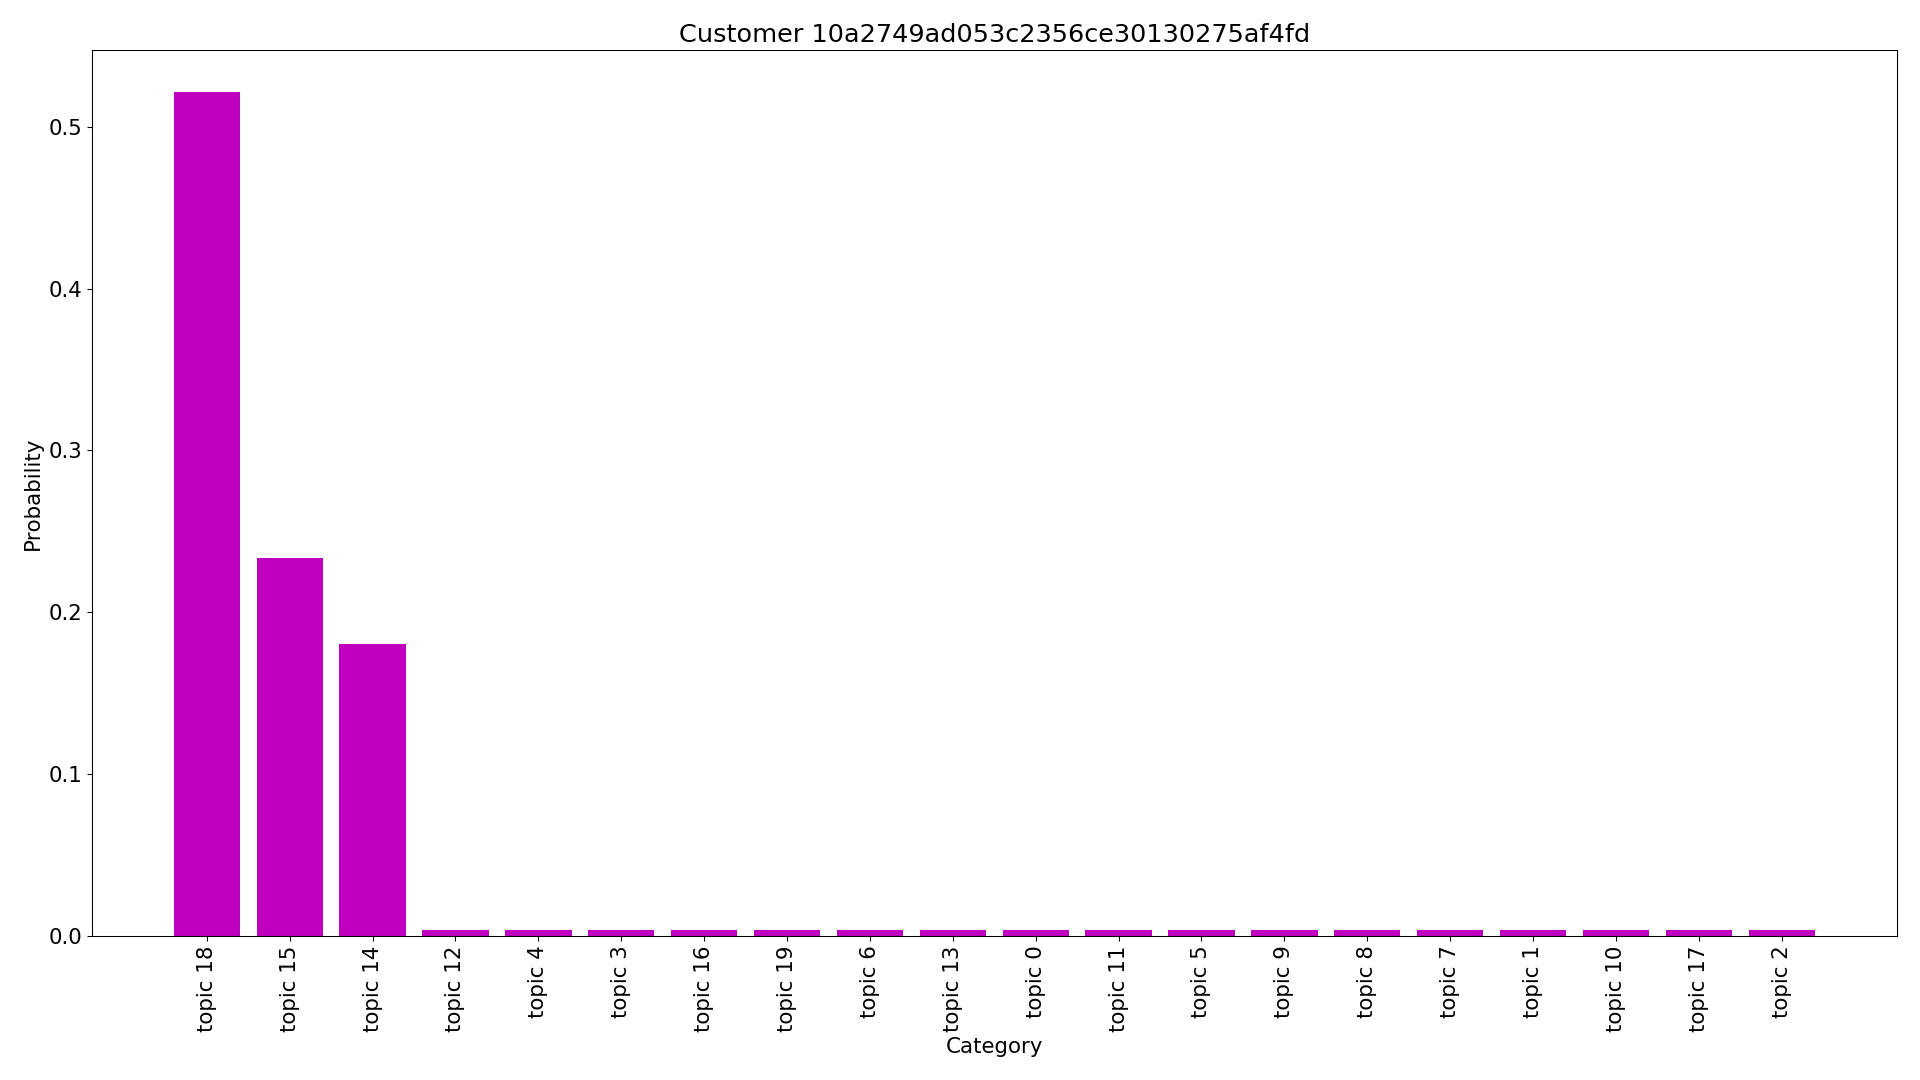 Customer 10a2749ad053c2356ce30130275af4fd
Probability
0.5
0.4
0.3
0.2
0.1
0.0
topic 18
topic 15
topic 14
topic 12
topic 4
topic 3
topic 16
topic 19
topic 6
topic 13
topic 0
topic 11
topic 5
topic 9
topic 8
topic 7
topic 1
topic 10
topic 17
topic 2
Category